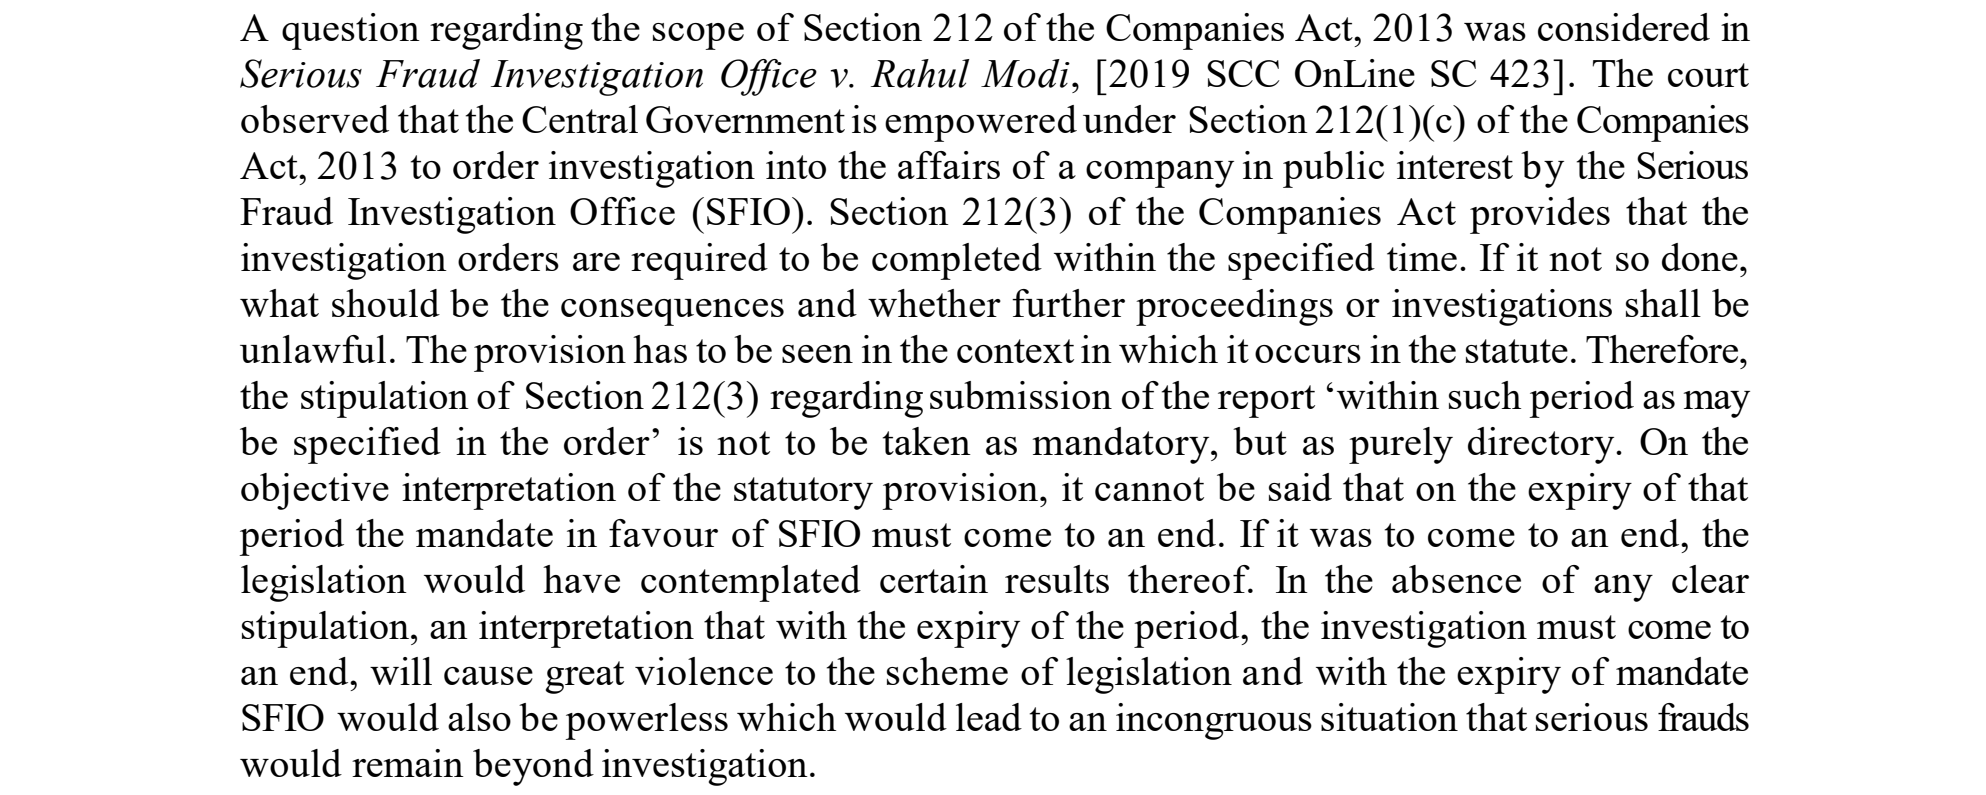 A question regarding the scope of Section 212 of the Companies Act, 2013 was considered in
Serious Fraud Investigation Office v. Rahul Modi, [2019 SCC OnLine SC 423]. The court
observed that the Central Government is empowered under Section 212(1)(c) of the Companies
Act, 2013 to order investigation into the affairs of a company in public interest by the Serious
Fraud Investigation Office (SFIO). Section 212(3) of the Companies Act provides that the
investigation orders are required to be completed within the specified time. If it not so done,
what should be the consequences and whether further proceedings or investigations shall be
unlawful. The provision has to be seen in the context in which it occurs in the statute. Therefore,
the stipulation of Section 212(3) regarding submission of the report ‘within such period as may
be specified in the order’ is not to be taken as mandatory, but as purely directory. On the
objective interpretation of the statutory provision, it cannot be said that on the expiry of that
period the mandate in favour of SFIO must come to an end. If it was to come to an end, the
legislation would have contemplated certain results thereof. In the absence of any clear
stipulation, an interpretation that with the expiry of the period, the investigation must come to
an end, will cause great violence to the scheme of legislation and with the expiry of mandate
SFIO would also be powerless which would lead to an incongruous situation that serious frauds
would remain beyond investigation.